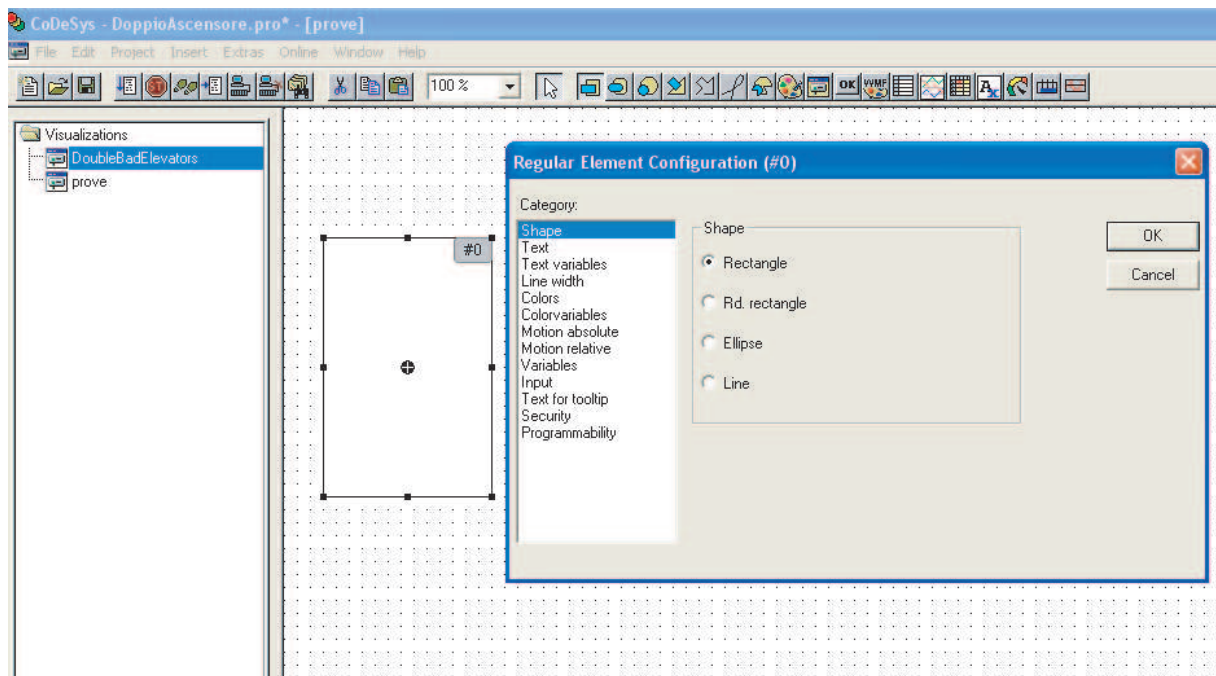 CoDeSys - DoppioAscensore.pro* - [prove]
File Edit Project Insert Extras Online Window Help
100 %
OK
WMF
Visualizations
DoubleBadElevators
prove
#0
Regular Element Configuration (#0)
Category:
Shape
Text
Text variables
Line width
Colors
Colorvariables
Motion absolute
Motion relative
Variables
Input
Text for tooltip
Security
Programmability
Shape
Rectangle
Rd. rectangle
Ellipse
Line
OK
Cancel